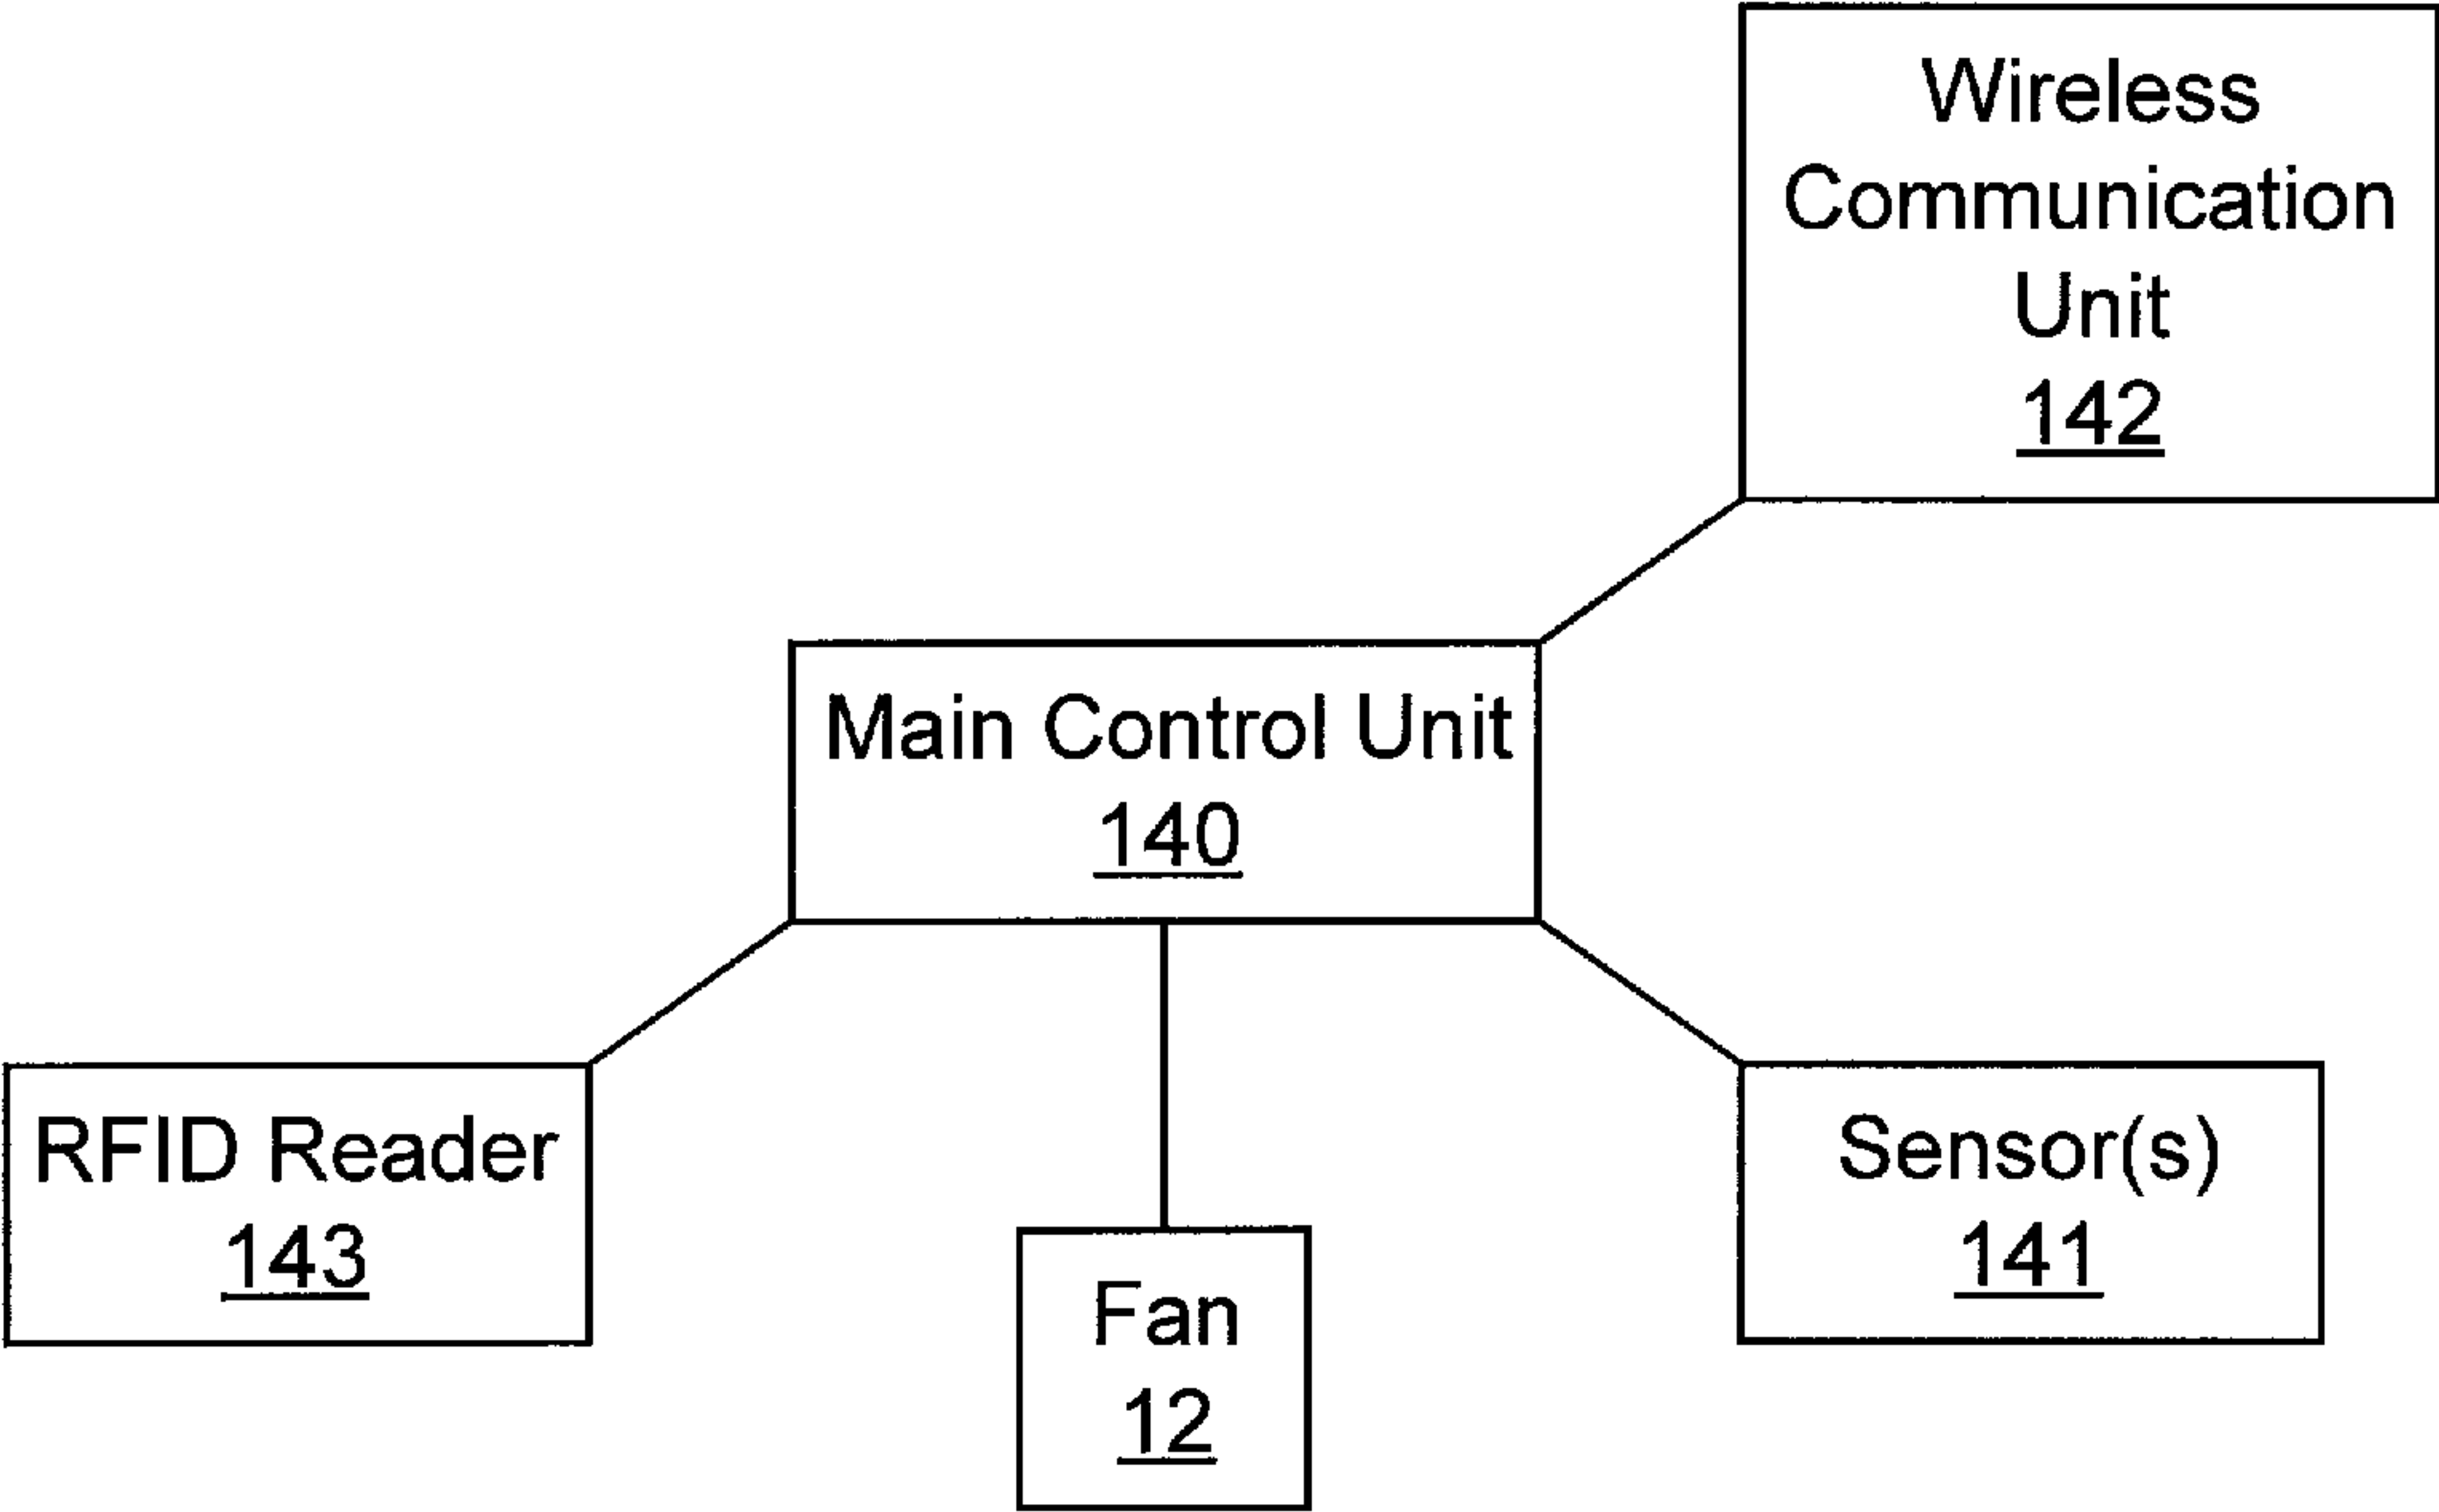 Wireless
Communication
Unit
142
Main Control Unit
140
RFID Reader
143
Fan
12
Sensor(s)
141